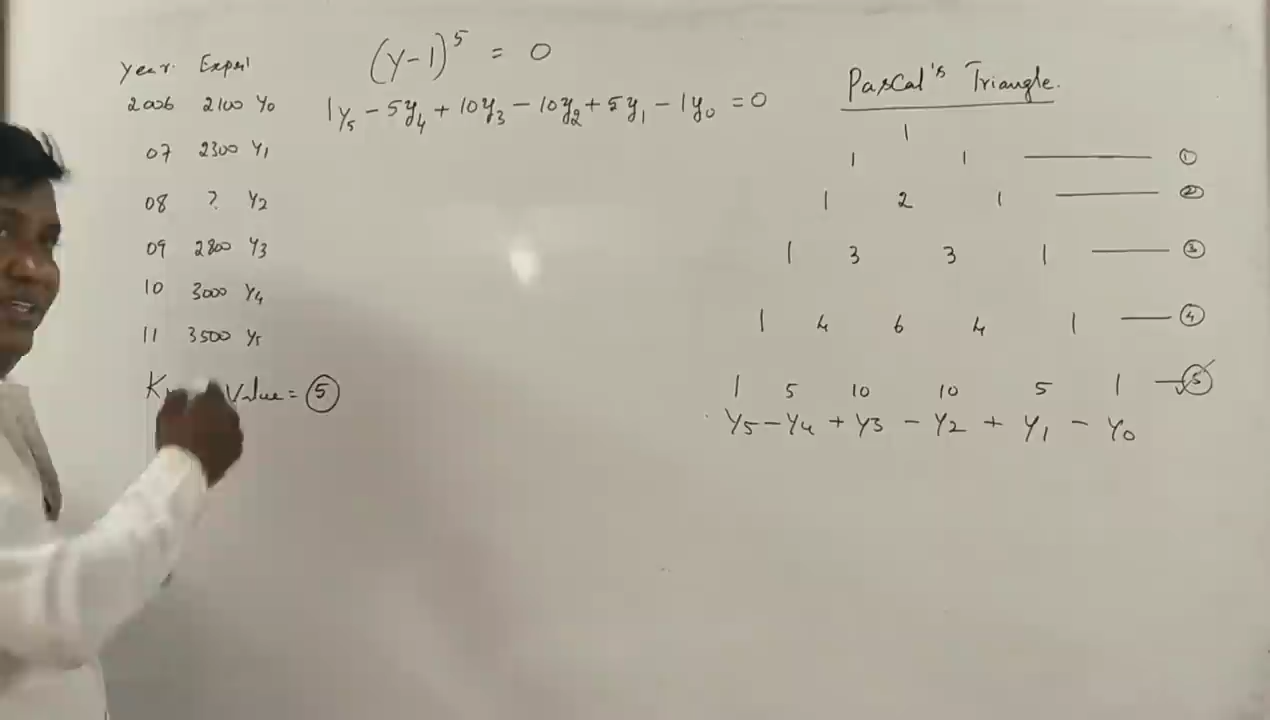 year. Export
2006 2100 y₀
07 2300 y₁
08 ? y₂
09 2800 y₃
10 3000 y₄
11 3500 y₅
Value = 5
(y-1)⁵ = 0
1y₅ - 5y₄ + 10y₃ - 10y₂ + 5y₁ - 1y₀ = 0
Pascal's Triangle.
1
1 1 — 1
1 2 1 — 2
1 3 3 1 — 3
1 4 6 4 1 — 4
1 5 10 10 5 1 — 5
y₅ - y₄ + y₃ - y₂ + y₁ - y₀